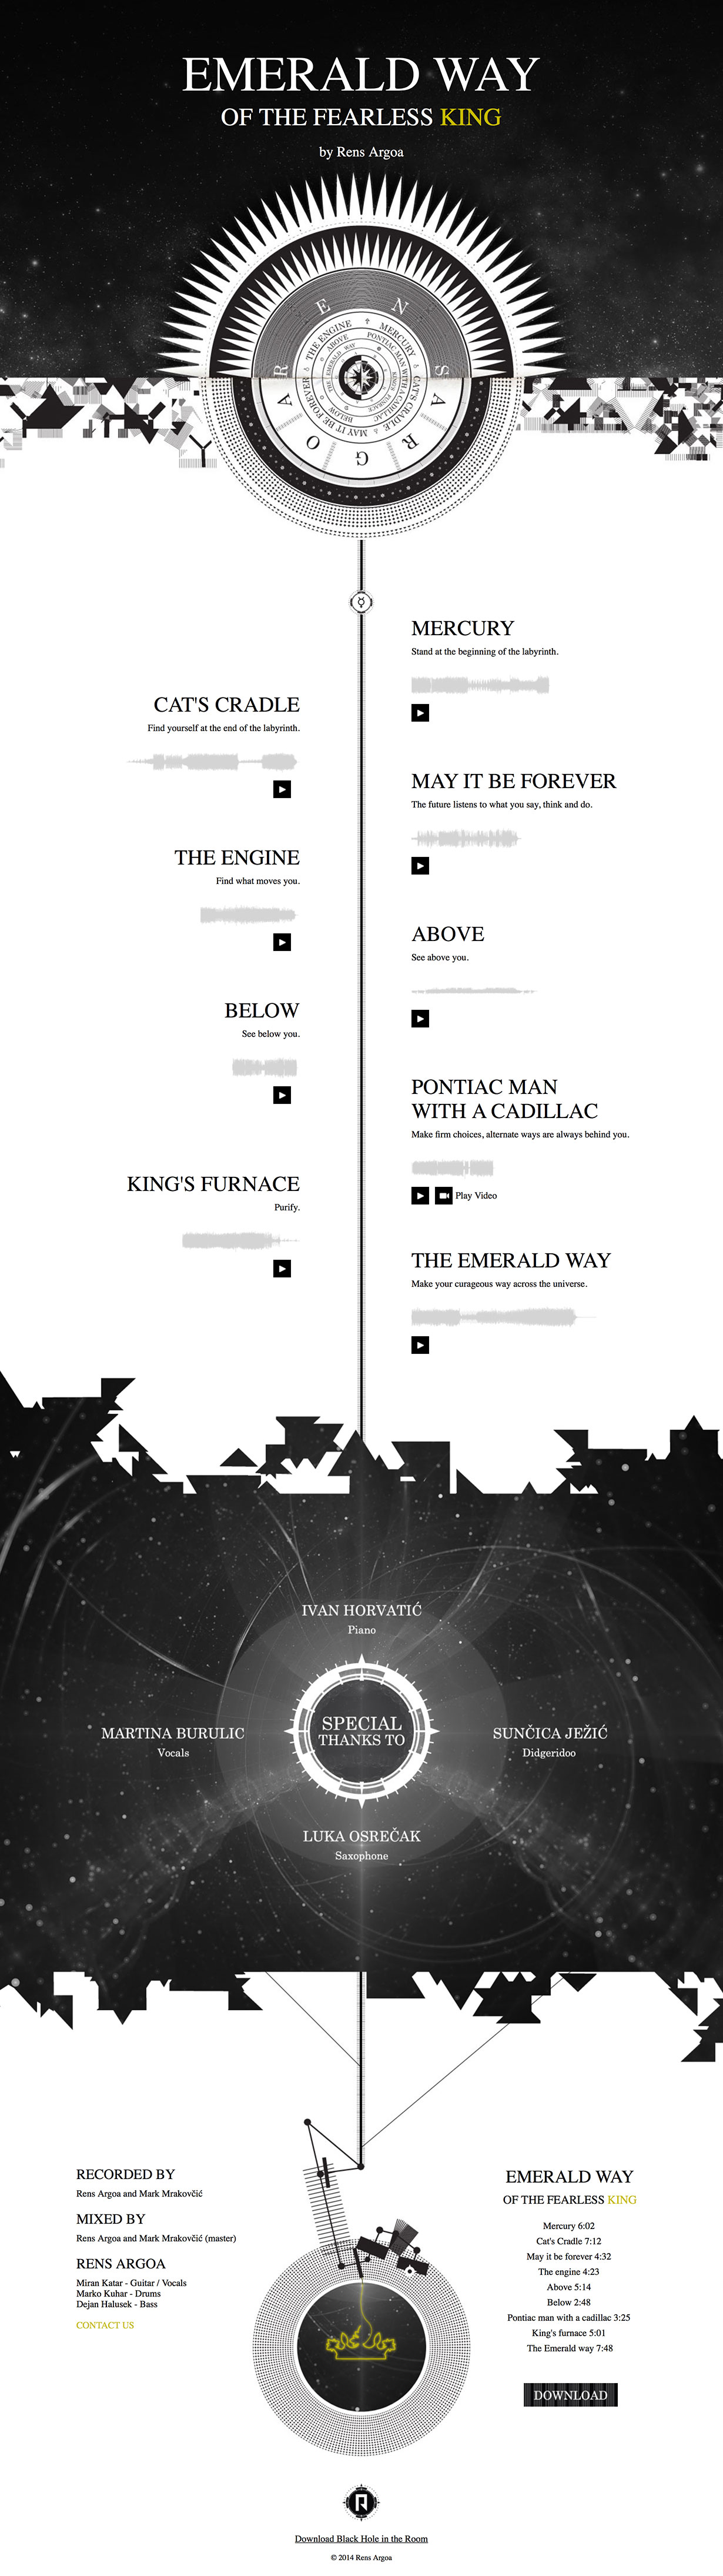 EMERALD WAY
OF THE FEARLESS KING
by Rens Argoa
R E N S
A R G O A
THE ENGINE
MERCURY
ABOVE
PONTIAC MAN
CAT'S CRADLE
MAY IT BE FOREVER
BELOW
THE EMERALD WAY
MERCURY
Stand at the beginning of the labyrinth.
CAT'S CRADLE
Find yourself at the end of the labyrinth.
MAY IT BE FOREVER
The future listens to what you say, think and do.
THE ENGINE
Find what moves you.
ABOVE
See above you.
BELOW
See below you.
PONTIAC MAN
WITH A CADILLAC
Make firm choices, alternate ways are always behind you.
Play Video
KING'S FURNACE
Purify.
THE EMERALD WAY
Make your curageous way across the universe.
IVAN HORVATIĆ
Piano
MARTINA BURULIC
Vocals
SPECIAL
THANKS TO
SUNČICA JEŽIĆ
Didgeridoo
LUKA OSREČAK
Saxophone
RECORDED BY
Rens Argoa and Mark Mrakovčić
MIXED BY
Rens Argoa and Mark Mrakovčić (master)
RENS ARGOA
Miran Katar - Guitar / Vocals
Marko Kuhar - Drums
Dejan Halusek - Bass
CONTACT US
EMERALD WAY
OF THE FEARLESS KING
Mercury 6:02
Cat's Cradle 7:12
May it be forever 4:32
The engine 4:23
Above 5:14
Below 2:48
Pontiac man with a cadillac 3:25
King's furnace 5:01
The Emerald way 7:48
DOWNLOAD
R
Download Black Hole in the Room
© 2014 Rens Argoa